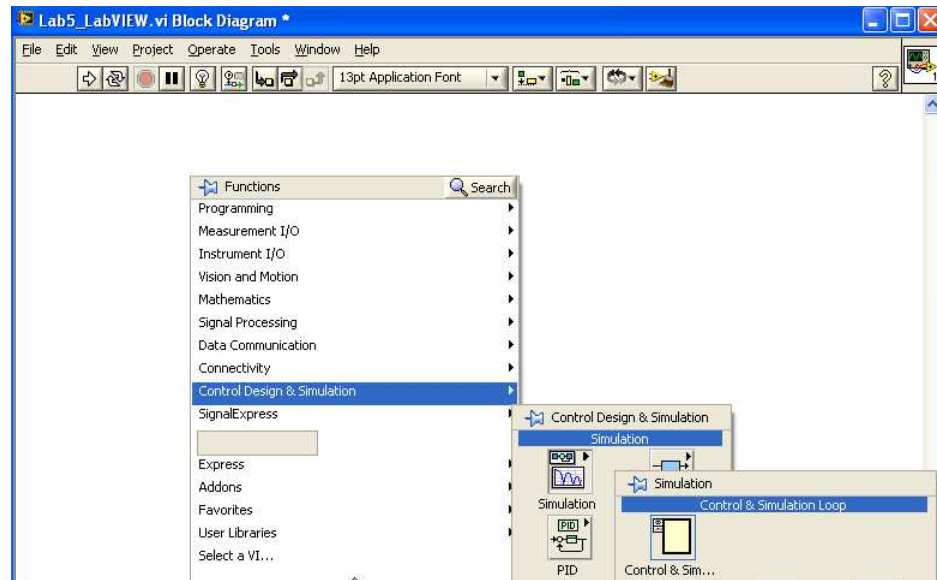 Lab5_LabVIEW.vi Block Diagram *
File Edit View Project Operate Tools Window Help
13pt Application Font
Functions
Search
Programming
Measurement I/O
Instrument I/O
Vision and Motion
Mathematics
Signal Processing
Data Communication
Connectivity
Control Design & Simulation
SignalExpress
Express
Addons
Favorites
User Libraries
Select a VI...
Control Design & Simulation
Simulation
Simulation
PID
PID
Simulation
Control & Simulation Loop
Control & Sim...